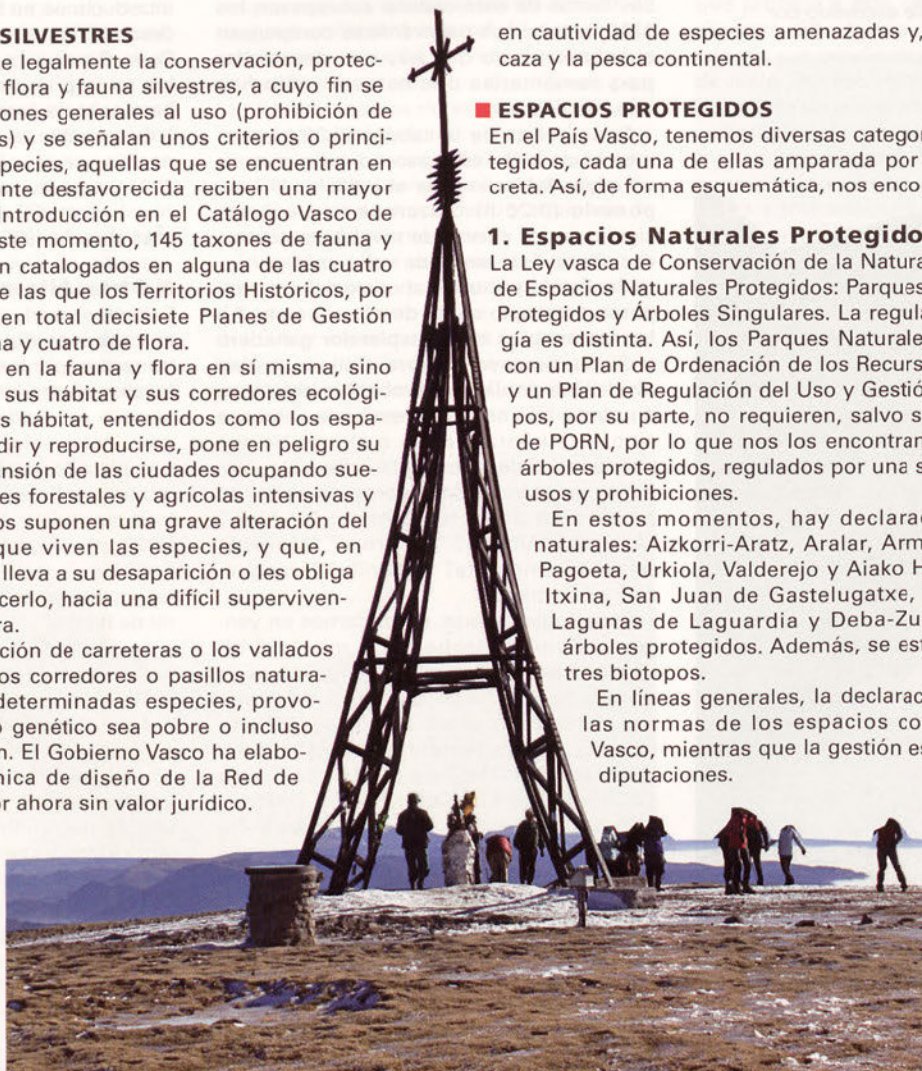 SILVESTRES
e legalmente la conservación, protec-
flora y fauna silvestres, a cuyo fin se
ones generales al uso (prohibición de
s) y se señalan unos criterios o princi-
species, aquellas que se encuentran en
nte desfavorecida reciben una mayor
introducción en el Catálogo Vasco de
ste momento, 145 taxones de fauna y
n catalogados en alguna de las cuatro
e las que los Territorios Históricos, por
en total diecisiete Planes de Gestión
na y cuatro de flora.
en la fauna y flora en sí misma, sino
sus hábitat y sus corredores ecológi-
s hábitat, entendidos como los espa-
dir y reproducirse, pone en peligro su
nsión de las ciudades ocupando sue-
es forestales y agrícolas intensivas y
os suponen una grave alteración del
que viven las especies, y que, en
lleva a su desaparición o les obliga
cerlo, hacia una difícil superviven-
ra.
ción de carreteras o los vallados
os corredores o pasillos natura-
determinadas especies, provo-
o genético sea pobre o incluso
n. El Gobierno Vasco ha elabo-
nica de diseño de la Red de
or ahora sin valor jurídico.
en cautividad de especies amenazadas y,
caza y la pesca continental.
ESPACIOS PROTEGIDOS
En el País Vasco, tenemos diversas catego
tegidos, cada una de ellas amparada por
creta. Así, de forma esquemática, nos enco
1. Espacios Naturales Protegido
La Ley vasca de Conservación de la Natura
de Espacios Naturales Protegidos: Parques
Protegidos y Árboles Singulares. La regula
gía es distinta. Así, los Parques Naturale
con un Plan de Ordenación de los Recurs
y un Plan de Regulación del Uso y Gestió
pos, por su parte, no requieren, salvo s
de PORN, por lo que nos los encontran
árboles protegidos, regulados por una s
usos y prohibiciones.
En estos momentos, hay declarad
naturales: Aizkorri-Aratz, Aralar, Arm
Pagoeta, Urkiola, Valderejo y Aiako H
Itxina, San Juan de Gastelugatxe,
Lagunas de Laguardia y Deba-Zu
árboles protegidos. Además, se est
tres biotopos.
En líneas generales, la declarac
las normas de los espacios co
Vasco, mientras que la gestión es
diputaciones.